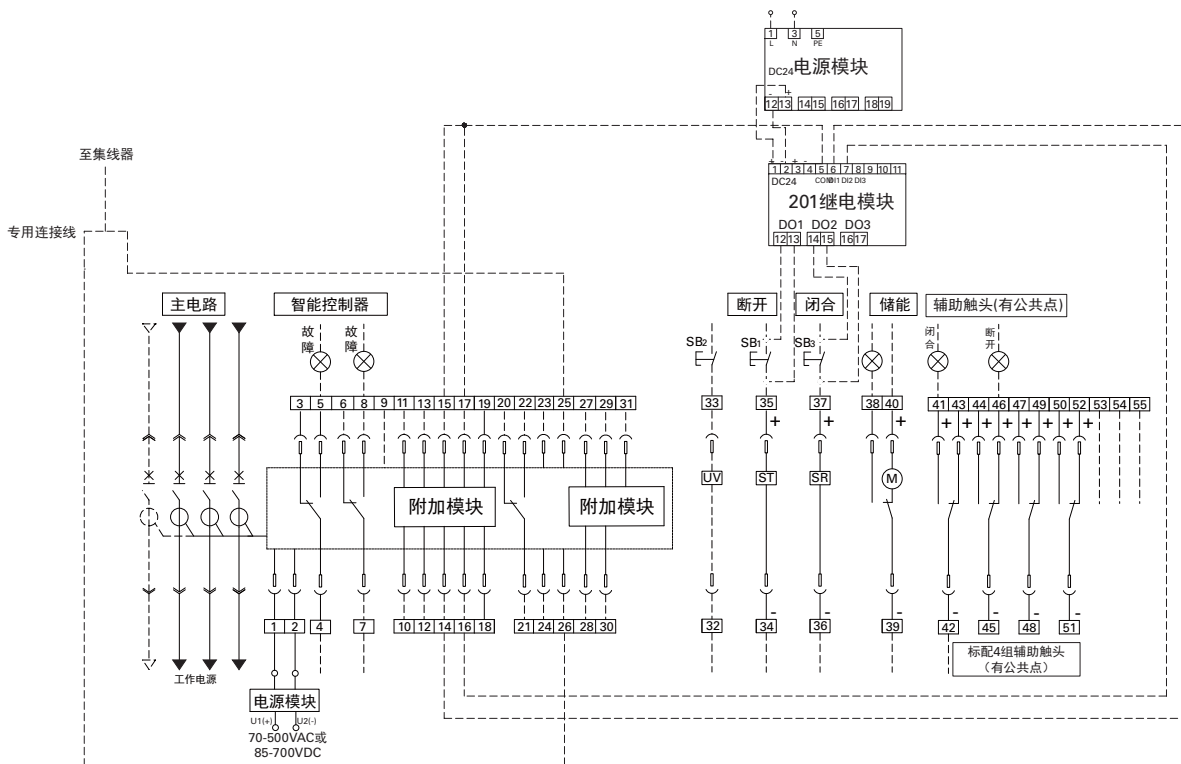 1 3 5
L N PE
DC24 电源模块
- +
12 13 14 15 16 17 18 19
至集线器
+ - + -
1 2 3 4 5 6 7 8 9 10 11
DC24 COM DI1 DI2 DI3
201继电模块
DO1 DO2 DO3
12 13 14 15 16 17
专用连接线
主电路
智能控制器
断开
闭合
储能
辅助触头(有公共点)
故障
故障
闭合
断开
SB2
SB1
SB3
3 5 6 8 9 11 13 15 17 19 20 22 23 25 27 29 31
33 35 37 38 40
41 43 44 46 47 49 50 52 53 54 55
+ + + + + + + + + + +
UV ST SR M
附加模块
附加模块
- - - - - - -
1 2 4 7 10 12 14 16 18 21 24 26 28 30
32 34 36 39 42 45 48 51
工作电源
标配4组辅助触头
（有公共点）
电源模块
U1(+) U2(-)
70-500VAC或
85-700VDC